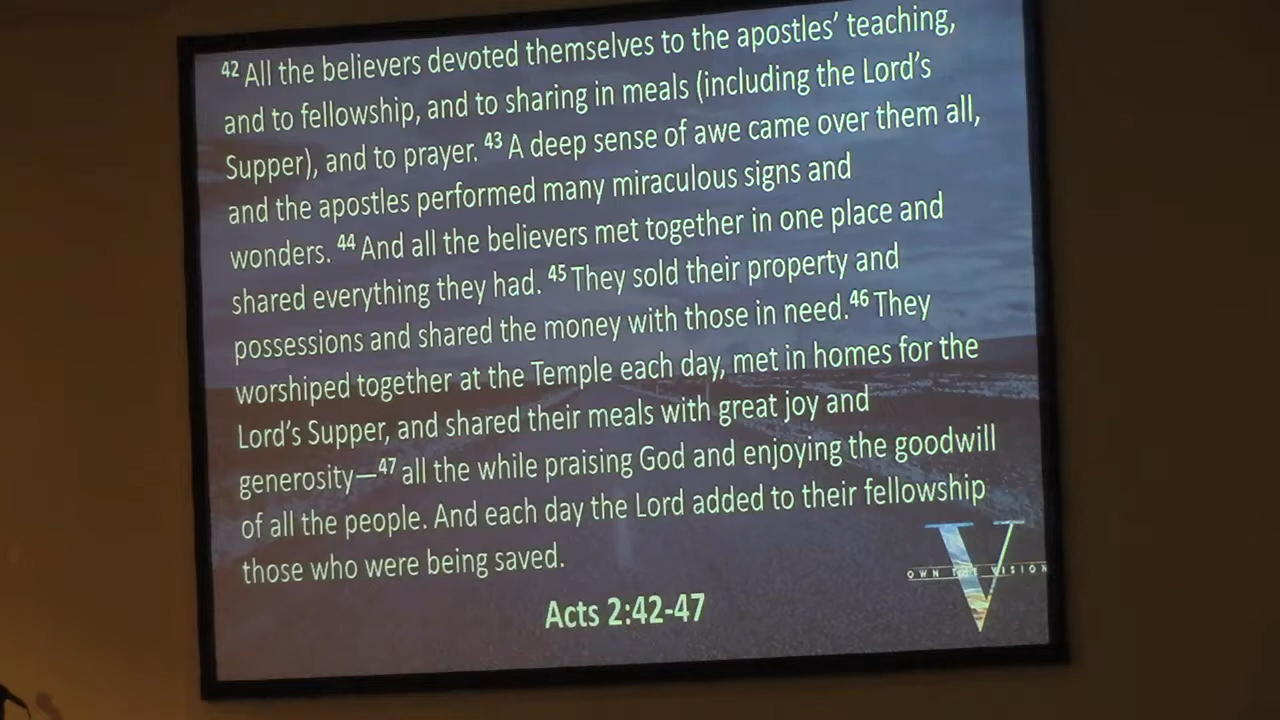 42 All the believers devoted themselves to the apostles' teaching,
and to fellowship, and to sharing in meals (including the Lord's
Supper), and to prayer. 43 A deep sense of awe came over them all,
and the apostles performed many miraculous signs and
wonders. 44 And all the believers met together in one place and
shared everything they had. 45 They sold their property and
possessions and shared the money with those in need.46 They
worshiped together at the Temple each day, met in homes for the
Lord's Supper, and shared their meals with great joy and
generosity—47 all the while praising God and enjoying the goodwill
of all the people. And each day the Lord added to their fellowship
those who were being saved.
V
OWN THE VISION
Acts 2:42-47